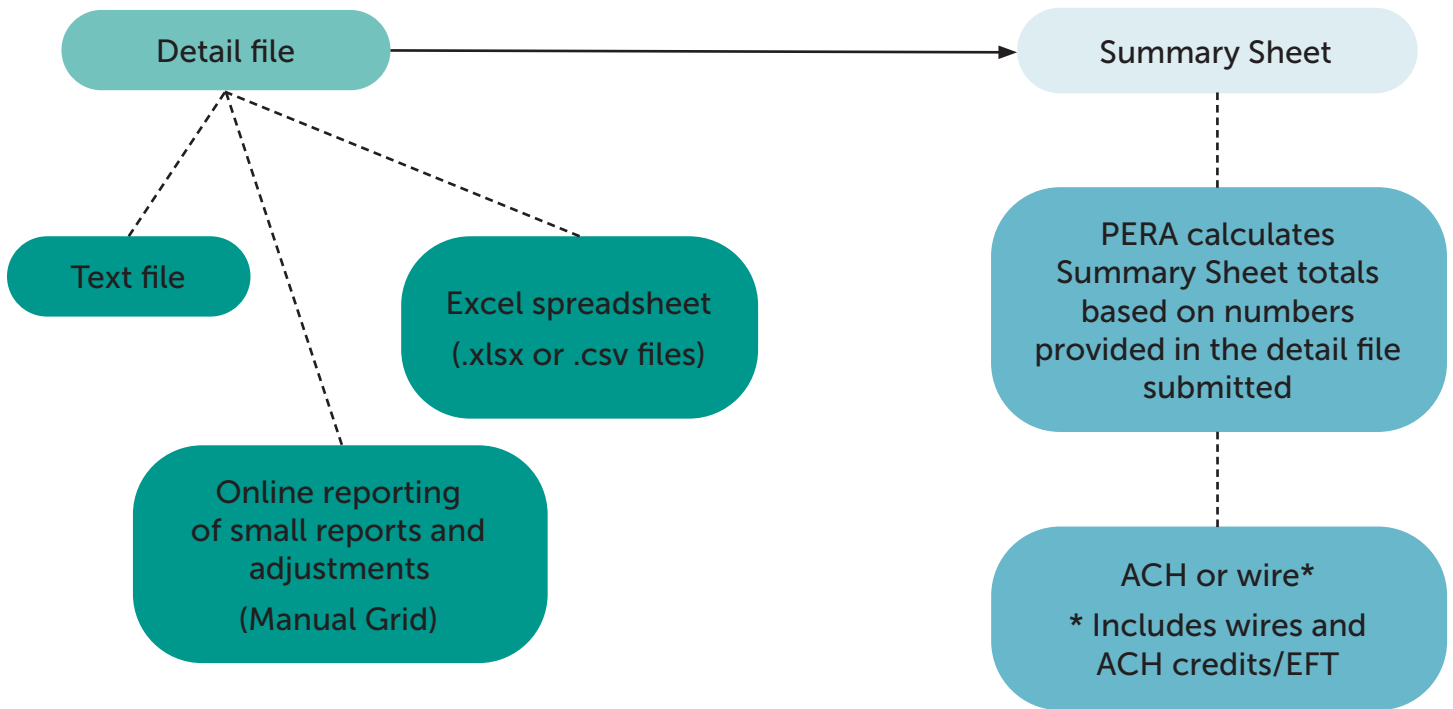 Detail file
Summary Sheet
Text file
Excel spreadsheet
(.xlsx or .csv files)
Online reporting
of small reports and
adjustments
(Manual Grid)
PERA calculates
Summary Sheet totals
based on numbers
provided in the detail file
submitted
ACH or wire*
* Includes wires and
ACH credits/EFT